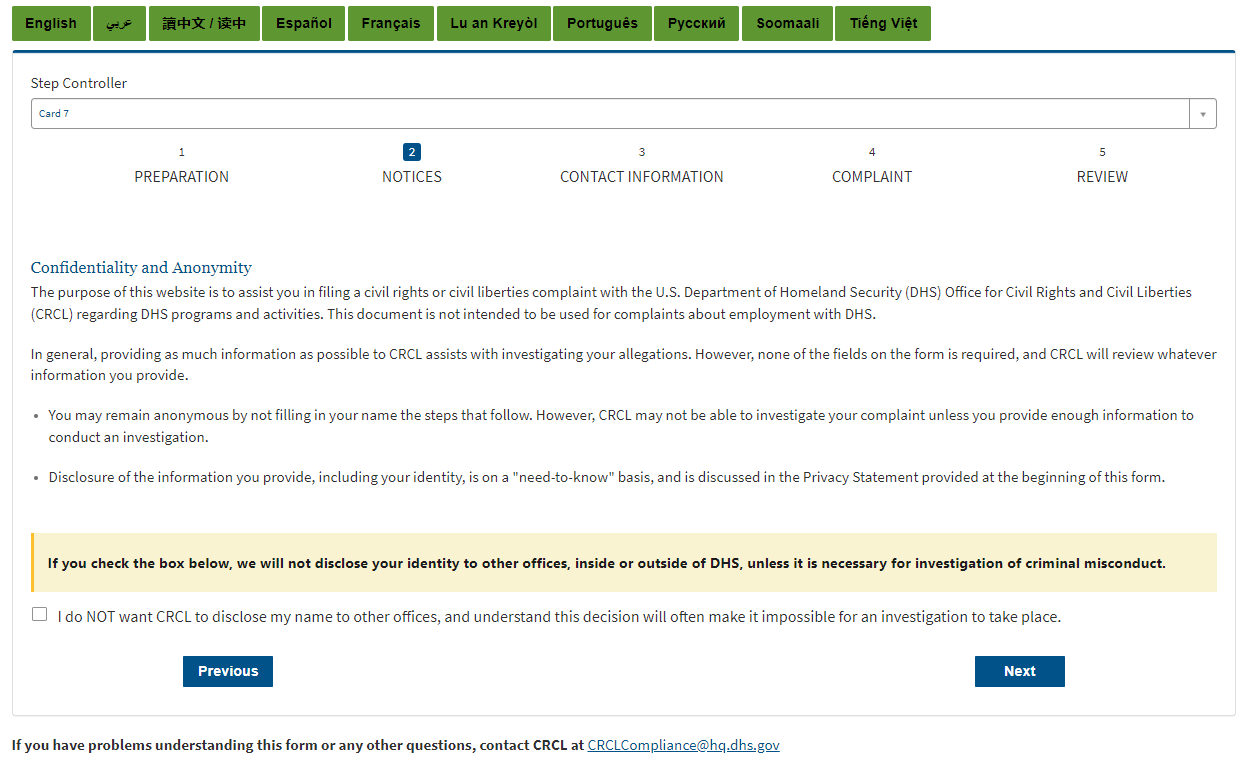 English
عربي
讀中文 / 读中
Español
Français
Lu an Kreyòl
Português
Русский
Soomaali
Tiếng Việt
Step Controller
Card 7
1
2
3
4
5
PREPARATION
NOTICES
CONTACT INFORMATION
COMPLAINT
REVIEW
Confidentiality and Anonymity
The purpose of this website is to assist you in filing a civil rights or civil liberties complaint with the U.S. Department of Homeland Security (DHS) Office for Civil Rights and Civil Liberties
(CRCL) regarding DHS programs and activities. This document is not intended to be used for complaints about employment with DHS.
In general, providing as much information as possible to CRCL assists with investigating your allegations. However, none of the fields on the form is required, and CRCL will review whatever
information you provide.
• You may remain anonymous by not filling in your name the steps that follow. However, CRCL may not be able to investigate your complaint unless you provide enough information to
conduct an investigation.
• Disclosure of the information you provide, including your identity, is on a "need-to-know" basis, and is discussed in the Privacy Statement provided at the beginning of this form.
If you check the box below, we will not disclose your identity to other offices, inside or outside of DHS, unless it is necessary for investigation of criminal misconduct.
I do NOT want CRCL to disclose my name to other offices, and understand this decision will often make it impossible for an investigation to take place.
Previous
Next
If you have problems understanding this form or any other questions, contact CRCL at CRCLCompliance@hq.dhs.gov